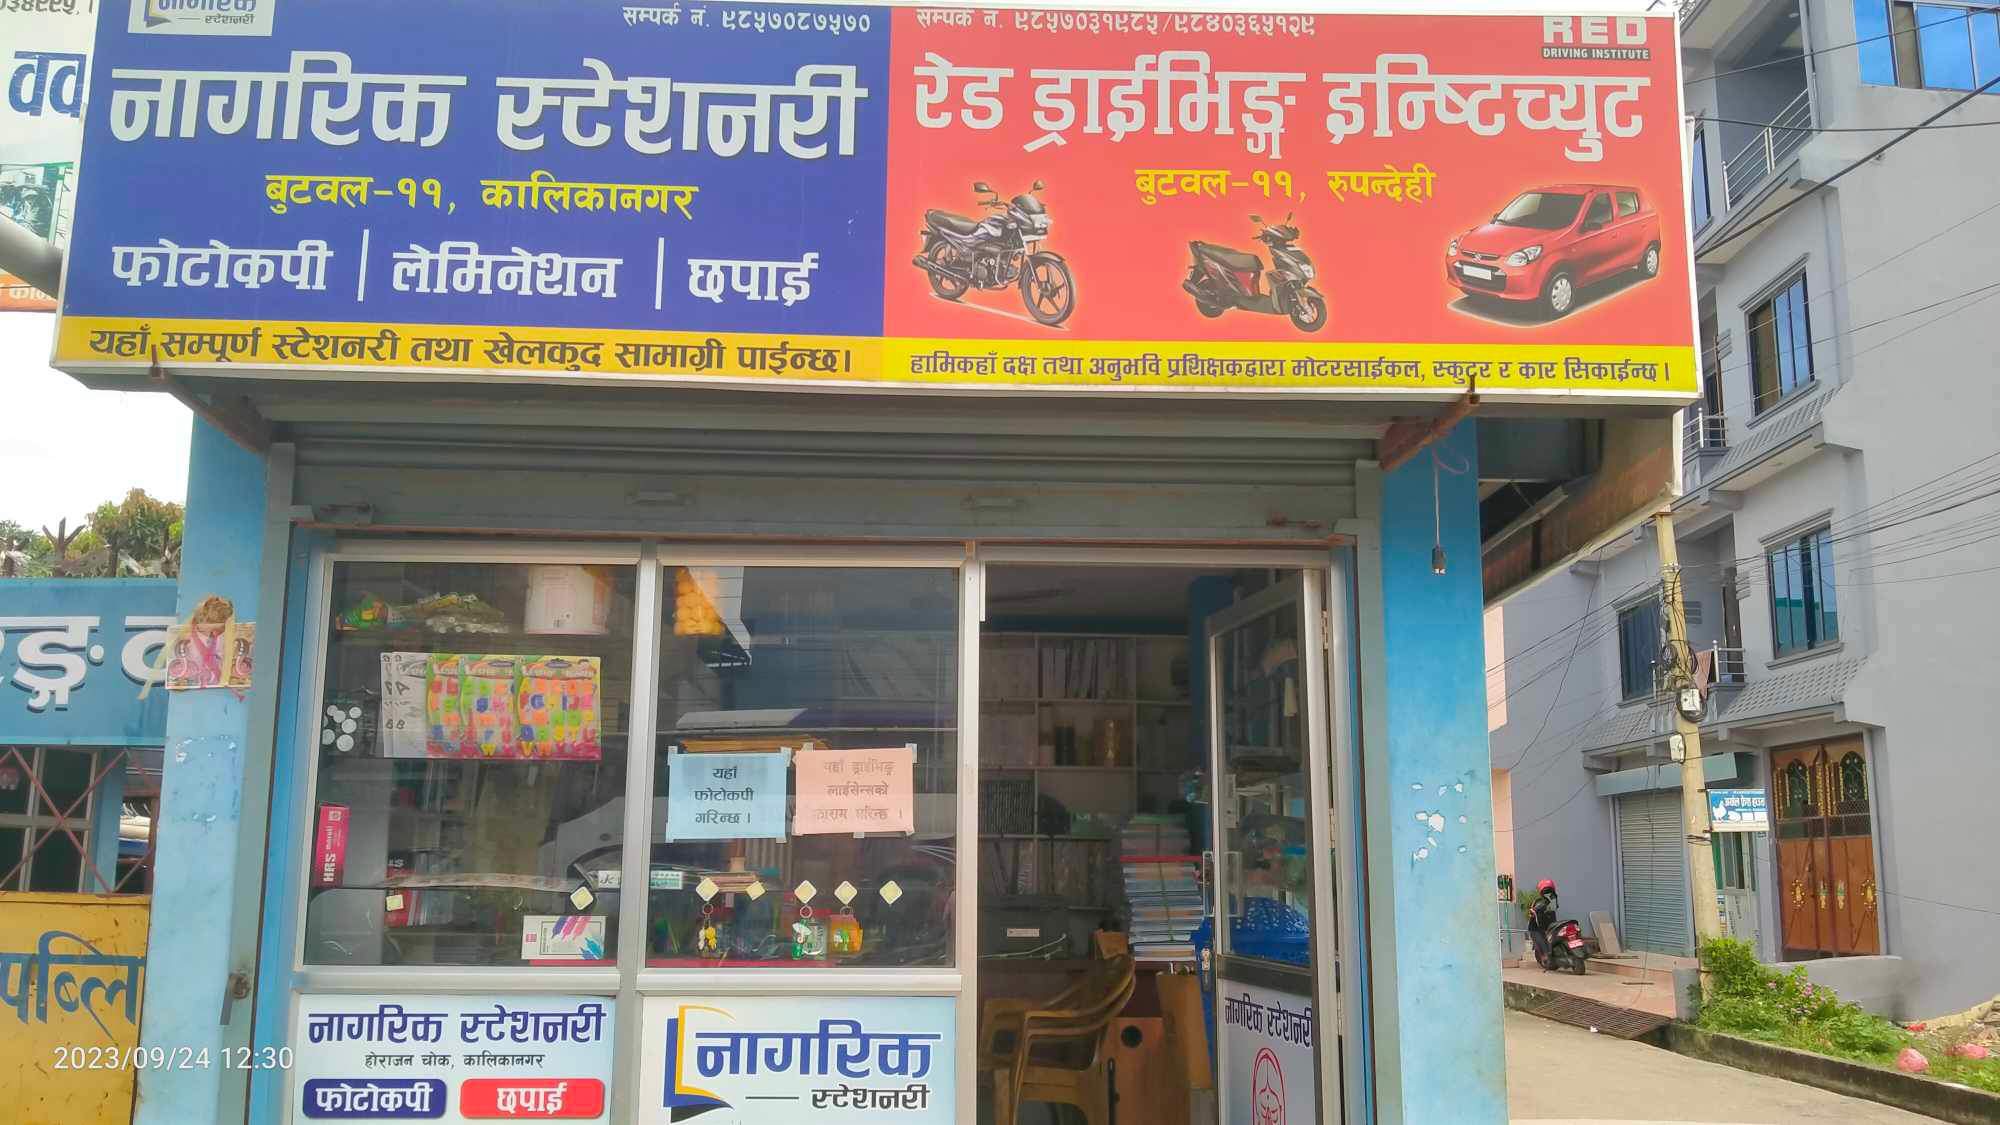 नागरिक
स्टेशनरी
सम्पर्क नं. ९८५७०८७५७०
नागरिक स्टेशनरी
बुटवल-११, कालिकानगर
फोटोकपी | लेमिनेशन | छपाई
यहाँ सम्पूर्ण स्टेशनरी तथा खेलकुद सामाग्री पाईन्छ।
सम्पर्क नं. ९८५७०३१९८५/९८४०३६५१२९
RED
DRIVING INSTITUTE
रेड ड्राईभिङ्ग इन्ष्टिच्युट
बुटवल-११, रुपन्देही
हामिकहाँ दक्ष तथा अनुभवि प्रशिक्षकद्वारा मोटरसाईकल, स्कुटर र कार सिकाईन्छ।
यहाँ
फोटोकपी
गरिन्छ।
यहाँ ड्राईभिङ्ग
लाईसेन्सको
फाराम भरिन्छ।
HRS
नागरिक स्टेशनरी
होराजन चोक, कालिकानगर
फोटोकपी छपाई
नागरिक
स्टेशनरी
नागरिक स्टेशनरी
पब्लि
2023/09/24 12:30